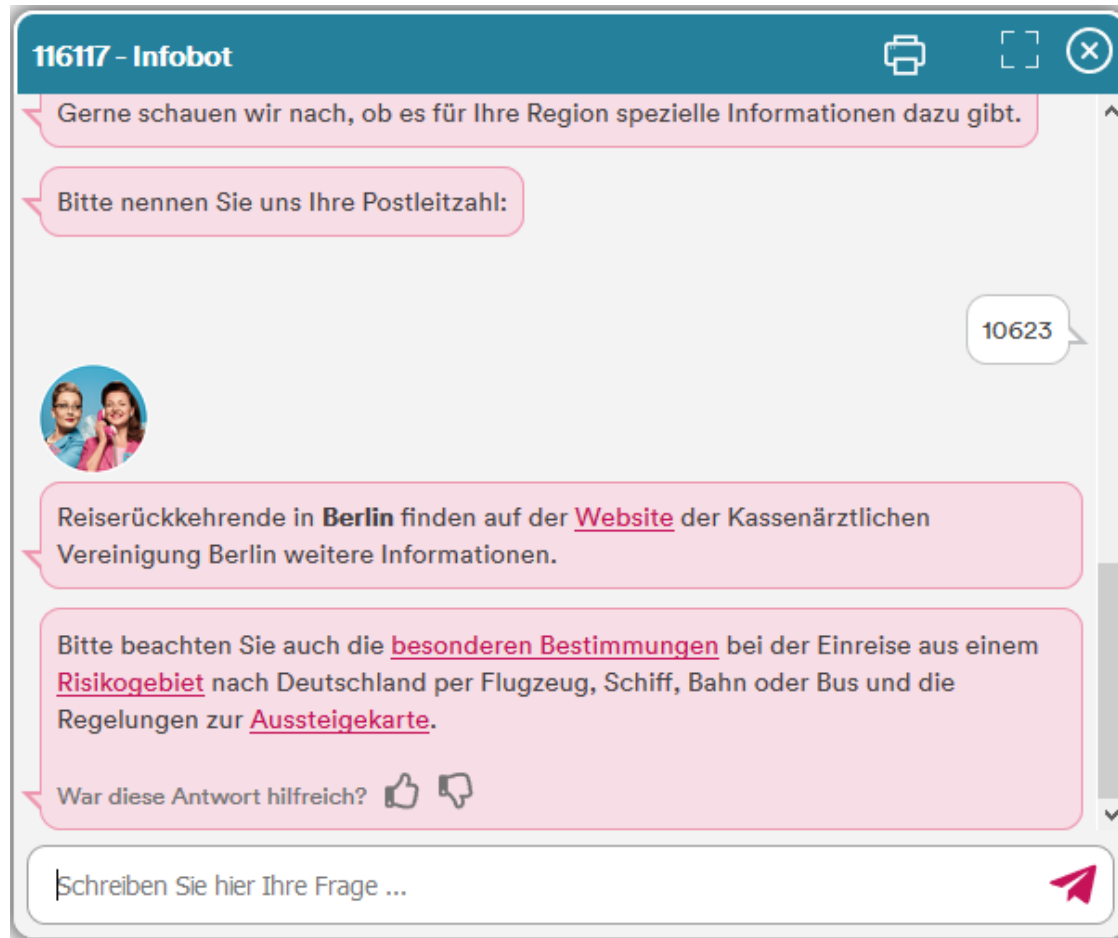 116117 - Infobot
Gerne schauen wir nach, ob es für Ihre Region spezielle Informationen dazu gibt.
Bitte nennen Sie uns Ihre Postleitzahl:
10623
Reiserückkehrende in Berlin finden auf der Website der Kassenärztlichen
Vereinigung Berlin weitere Informationen.
Bitte beachten Sie auch die besonderen Bestimmungen bei der Einreise aus einem
Risikogebiet nach Deutschland per Flugzeug, Schiff, Bahn oder Bus und die
Regelungen zur Aussteigekarte.
War diese Antwort hilfreich?
Schreiben Sie hier Ihre Frage ...